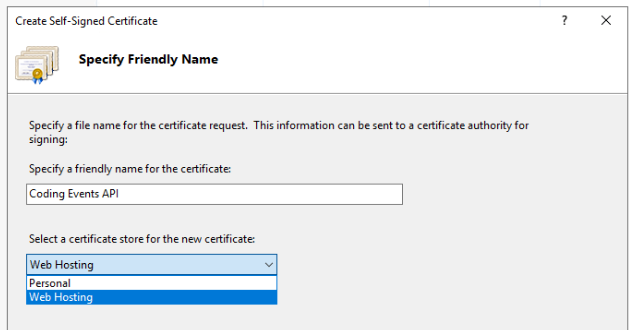 Create Self-Signed Certificate
?
Specify Friendly Name
Specify a file name for the certificate request. This information can be sent to a certificate authority for
signing:
Specify a friendly name for the certificate:
Coding Events API
Select a certificate store for the new certificate:
Web Hosting
Personal
Web Hosting